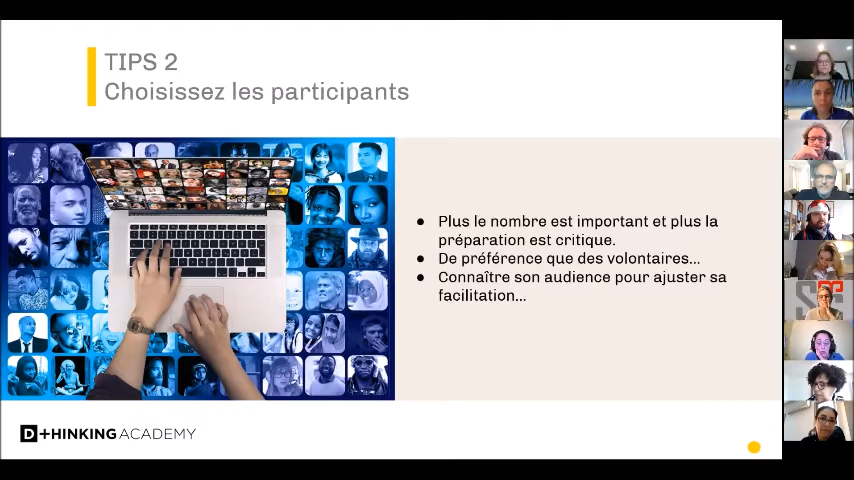 TIPS 2
Choisissez les participants
● Plus le nombre est important et plus la
préparation est critique.
● De préférence que des volontaires...
● Connaître son audience pour ajuster sa
facilitation...
D+HINKING ACADEMY